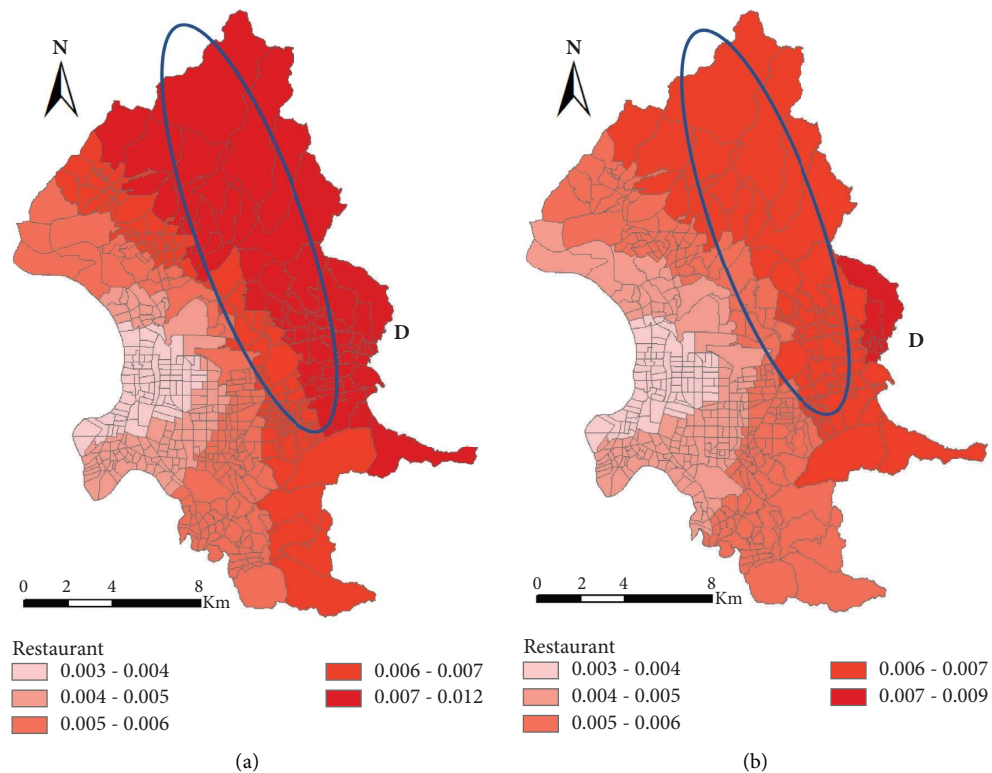 N
D
0 2 4 8
Km
Restaurant
0.003 - 0.004
0.004 - 0.005
0.005 - 0.006
0.006 - 0.007
0.007 - 0.012
(a)
N
D
0 2 4 8
Km
Restaurant
0.003 - 0.004
0.004 - 0.005
0.005 - 0.006
0.006 - 0.007
0.007 - 0.009
(b)